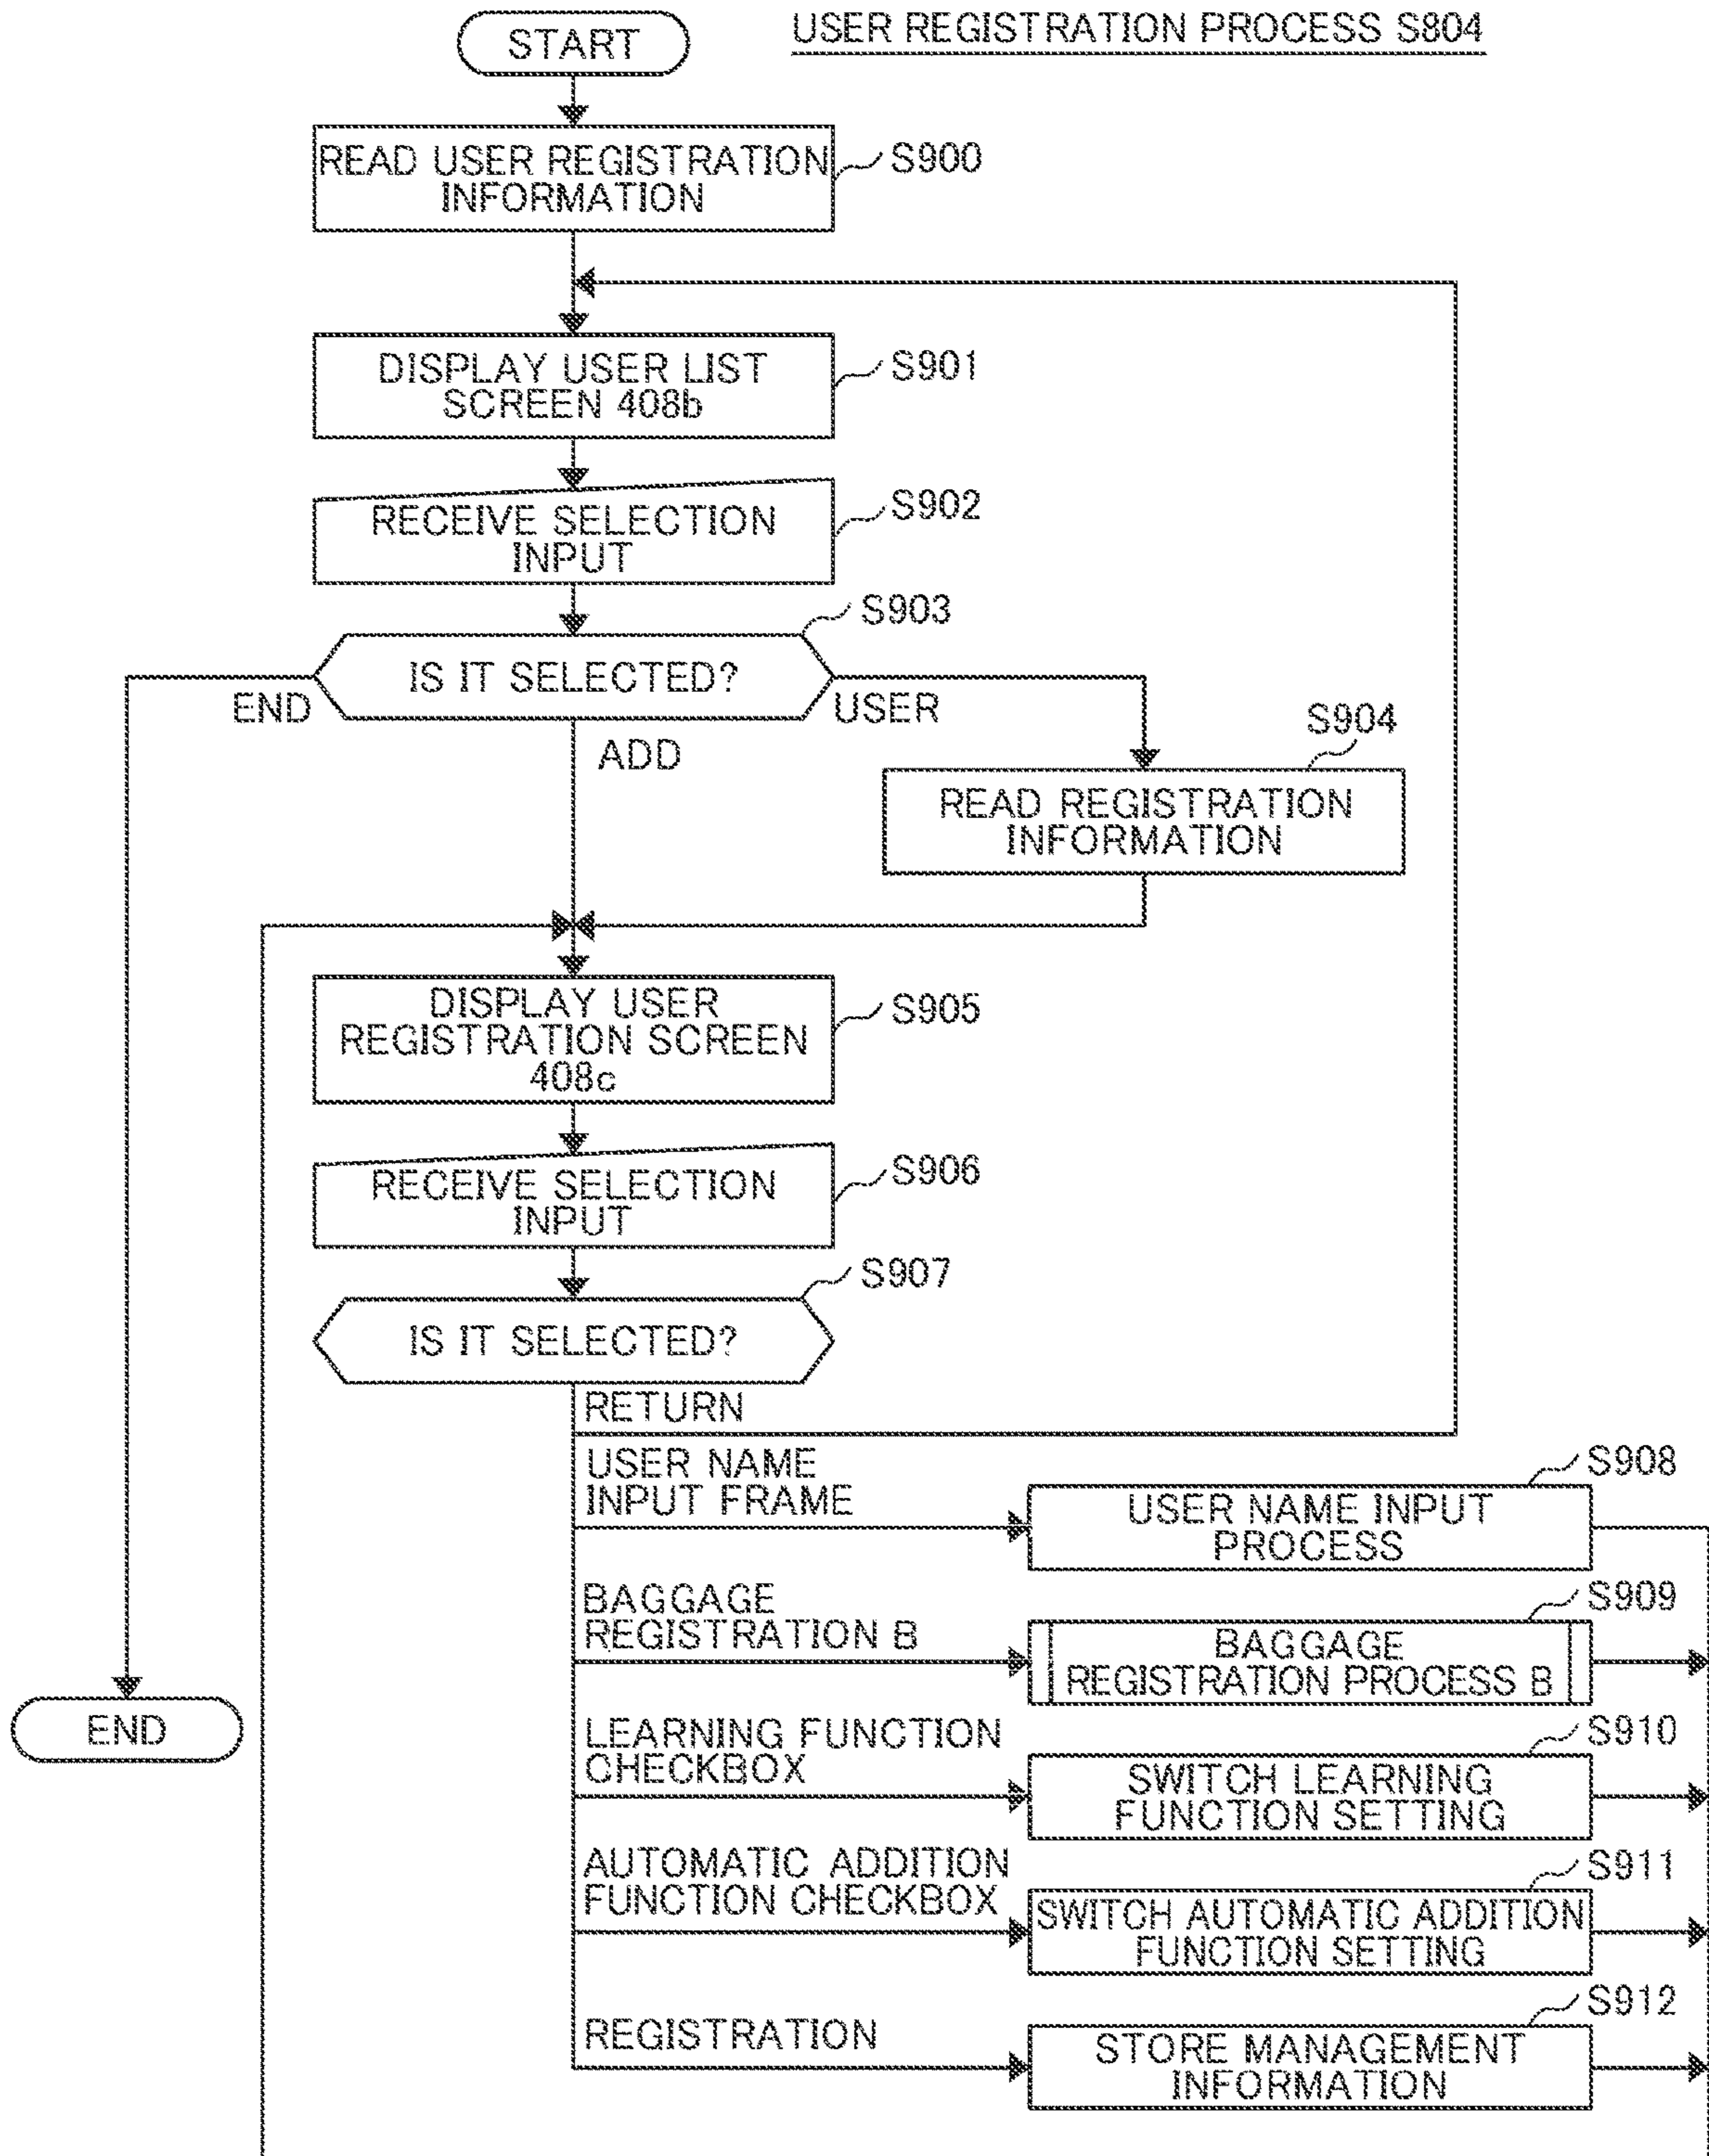 USER REGISTRATION PROCESS S804
START
READ USER REGISTRATION
INFORMATION
S900
DISPLAY USER LIST
SCREEN 408b
S901
RECEIVE SELECTION
INPUT
S902
S903
IS IT SELECTED?
END
USER
ADD
S904
READ REGISTRATION
INFORMATION
DISPLAY USER
REGISTRATION SCREEN
408c
S905
RECEIVE SELECTION
INPUT
S906
S907
IS IT SELECTED?
RETURN
USER NAME
INPUT FRAME
S908
USER NAME INPUT
PROCESS
BAGGAGE
REGISTRATION B
S909
BAGGAGE
REGISTRATION PROCESS B
END
LEARNING FUNCTION
CHECKBOX
S910
SWITCH LEARNING
FUNCTION SETTING
AUTOMATIC ADDITION
FUNCTION CHECKBOX
S911
SWITCH AUTOMATIC ADDITION
FUNCTION SETTING
REGISTRATION
S912
STORE MANAGEMENT
INFORMATION